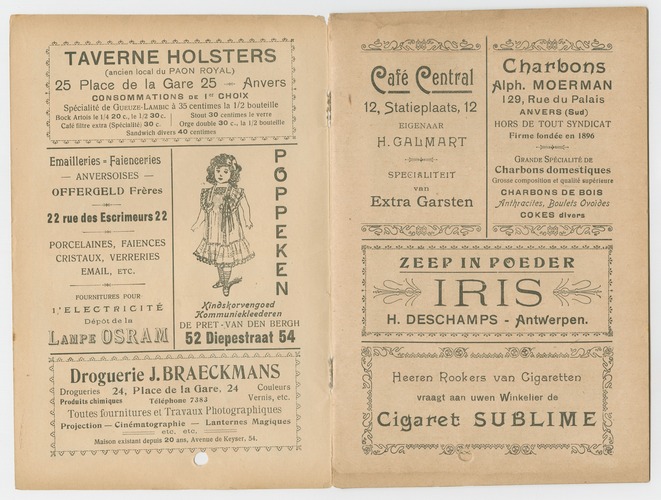 TAVERNE HOLSTERS
(ancien local du PAON ROYAL)
25 Place de la Gare 25 — Anvers
CONSOMMATIONS DE 1er CHOIX
Spécialité de GUEUZE-LAMBIC à 35 centimes la 1/2 bouteille
Bock Artois le 1/4 20 c., le 1/2 30c.
Café filtre extra (Spécialité) 30 c.
Stout 30 centimes le verre
Orge double 30 c., la 1/2 bouteille
Sandwich divers 40 centimes
Emailleries = Faienceries
— ANVERSOISES —
OFFERGELD Frères
22 rue des Escrimeurs 22
PORCELAINES, FAIENCES
CRISTAUX, VERRERIES
EMAIL, ETC.
FOURNITURES POUR
L'ELECTRICITÉ
Dépôt de la
LAMPE OSRAM
POPPEKEN
Kindskorvengoed
Kommuniekleederen
DE PRET - VAN DEN BERGH
52 Diepestraat 54
Droguerie J. BRAECKMANS
Drogueries 24, Place de la Gare, 24 Couleurs
Produits chimiques Téléphone 7383 Vernis, etc.
Toutes fournitures et Travaux Photographiques
Projection — Cinématographie — Lanternes Magiques
etc. etc.
Maison existant depuis 20 ans, Avenue de Keyser, 54.
Café Central
12, Statieplaats, 12
EIGENAAR
H. GALMART
SPECIALITEIT
van
Extra Garsten
Charbons
Alph. MOERMAN
129, Rue du Palais
ANVERS (Sud)
HORS DE TOUT SYNDICAT
Firme fondée en 1896
GRANDE SPÉCIALITÉ DE
Charbons domestiques
Grosse composition et qualité supérieure
CHARBONS DE BOIS
Anthracites, Boulets Ovoïdes
COKES divers
ZEEP IN POEDER
IRIS
H. DESCHAMPS - Antwerpen.
Heeren Rookers van Cigaretten
vraagt aan uwen Winkelier de
Cigaret SUBLIME